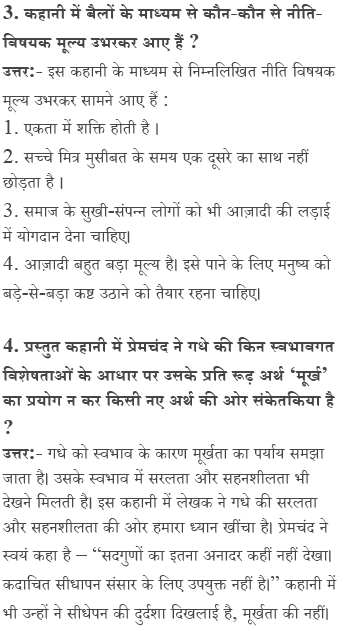 3. कहानी में बैलों के माध्यम से कौन-कौन से नीति-
विषयक मूल्य उभरकर आए हैं ?
उत्तर:- इस कहानी के माध्यम से निम्नलिखित नीति विषयक
मूल्य उभरकर सामने आए हैं :
1. एकता में शक्ति होती है ।
2. सच्चे मित्र मुसीबत के समय एक दूसरे का साथ नहीं
छोड़ता है ।
3. समाज के सुखी-संपन्न लोगों को भी आज़ादी की लड़ाई
में योगदान देना चाहिए।
4. आज़ादी बहुत बड़ा मूल्य है। इसे पाने के लिए मनुष्य को
बड़े-से-बड़ा कष्ट उठाने को तैयार रहना चाहिए।
4. प्रस्तुत कहानी में प्रेमचंद ने गधे की किन स्वभावगत
विशेषताओं के आधार पर उसके प्रति रूढ़ अर्थ ‘मूर्ख’
का प्रयोग न कर किसी नए अर्थ की ओर संकेतकिया है
?
उत्तर:- गधे को स्वभाव के कारण मूर्खता का पर्याय समझा
जाता है। उसके स्वभाव में सरलता और सहनशीलता भी
देखने मिलती है। इस कहानी में लेखक ने गधे की सरलता
और सहनशीलता की ओर हमारा ध्यान खींचा है। प्रेमचंद ने
स्वयं कहा है – “सदगुणों का इतना अनादर कहीं नहीं देखा।
कदाचित सीधापन संसार के लिए उपयुक्त नहीं है।” कहानी में
भी उन्हों ने सीधेपन की दुर्दशा दिखलाई है, मूर्खता की नहीं।